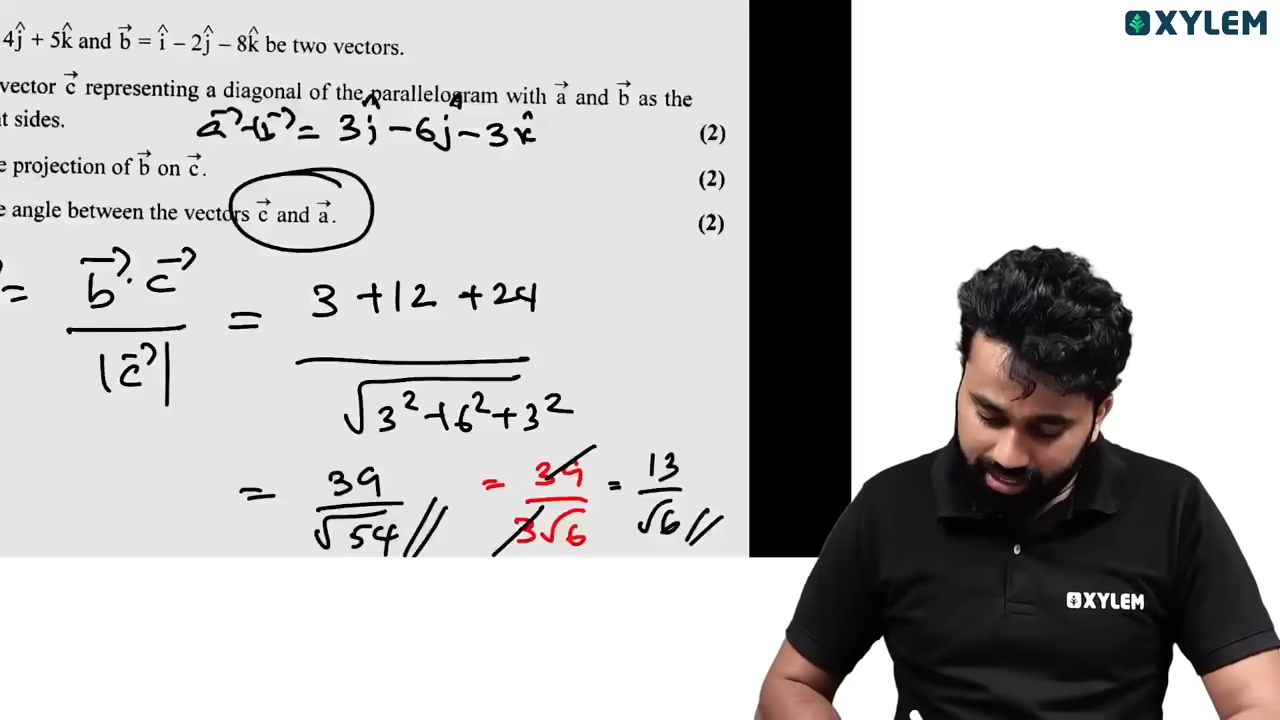 XYLEM
4ĵ + 5k̂ and b⃗ = î − 2ĵ − 8k̂ be two vectors.
vector c⃗ representing a diagonal of the parallelogram with a⃗ and b⃗ as the
t sides. (2)
a⃗ + b⃗ = 3î − 6ĵ − 3k̂
e projection of b⃗ on c⃗. (2)
e angle between the vectors c⃗ and a⃗. (2)
= b⃗ · c⃗ / |c⃗| = 3 + 12 + 24 / √3² + 6² + 3²
= 39 / √54 // = 39 / 3√6 = 13 / √6 //
XYLEM